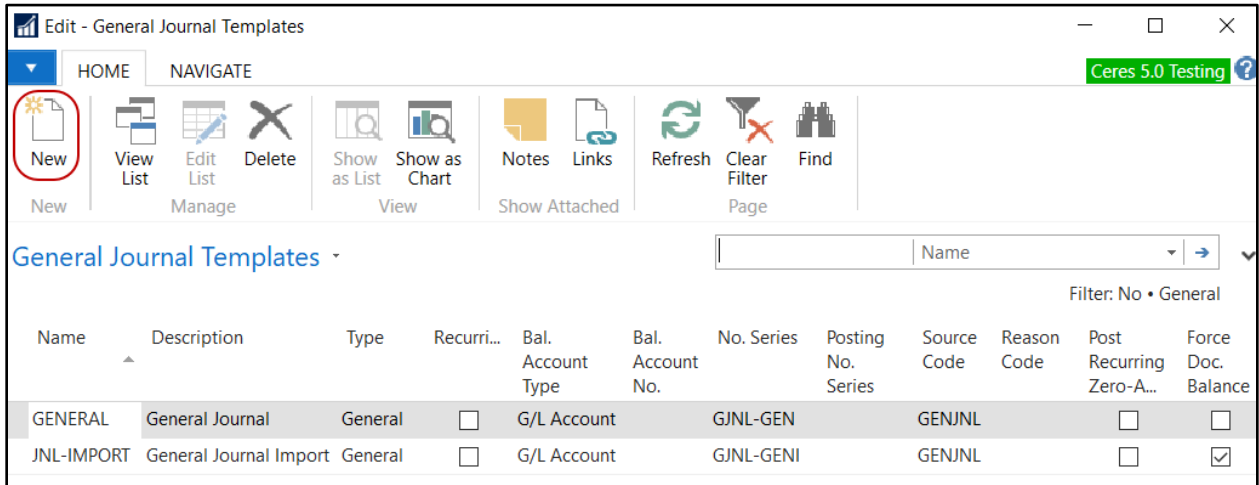 Edit - General Journal Templates
HOME NAVIGATE
Ceres 5.0 Testing ?
New View List Edit List Delete Show as List Show as Chart Notes Links Refresh Clear Filter Find
New Manage View Show Attached Page
General Journal Templates
Name
Filter: No • General
Name Description Type Recurri... Bal. Account Type Bal. Account No. No. Series Posting No. Series Source Code Reason Code Post Recurring Zero-A... Force Doc. Balance
GENERAL General Journal General G/L Account GJNL-GEN GENJNL
JNL-IMPORT General Journal Import General G/L Account GJNL-GENI GENJNL